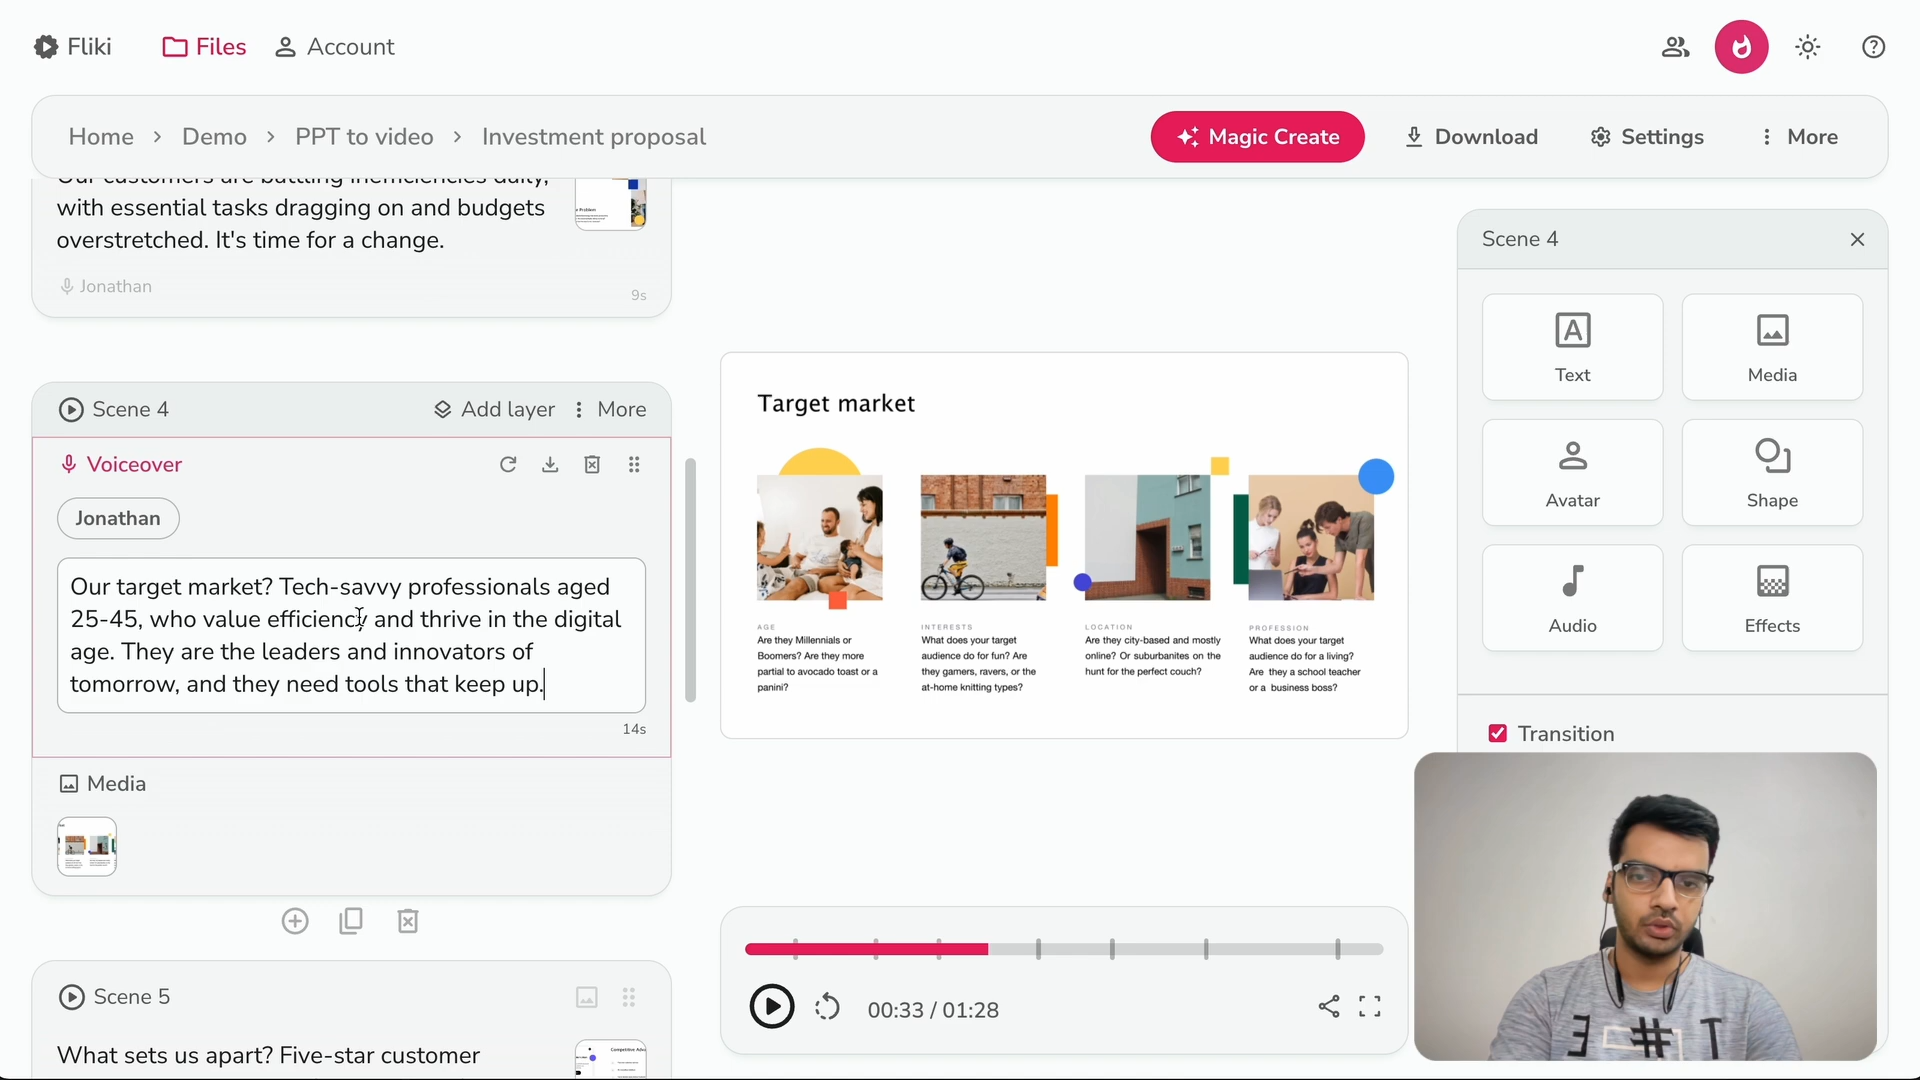 Fliki
Files
Account
Home > Demo > PPT to video > Investment proposal
Magic Create
Download
Settings
More
Our customers are battling inefficiencies daily,
with essential tasks dragging on and budgets
overstretched. It's time for a change.
Jonathan
9s
Scene 4
Add layer
More
Voiceover
Jonathan
Our target market? Tech-savvy professionals aged
25-45, who value efficiency and thrive in the digital
age. They are the leaders and innovators of
tomorrow, and they need tools that keep up.
14s
Media
Scene 5
What sets us apart? Five-star customer
Target market
AGE
Are they Millennials or
Boomers? Are they more
partial to avocado toast or a
panini?
INTERESTS
What does your target
audience do for fun? Are
they gamers, ravers, or the
at-home knitting types?
LOCATION
Are they city-based and mostly
online? Or suburbanites on the
hunt for the perfect couch?
PROFESSION
What does your target
audience do for a living?
Are they a school teacher
or a business boss?
00:33 / 01:28
Scene 4
Text
Media
Avatar
Shape
Audio
Effects
Transition